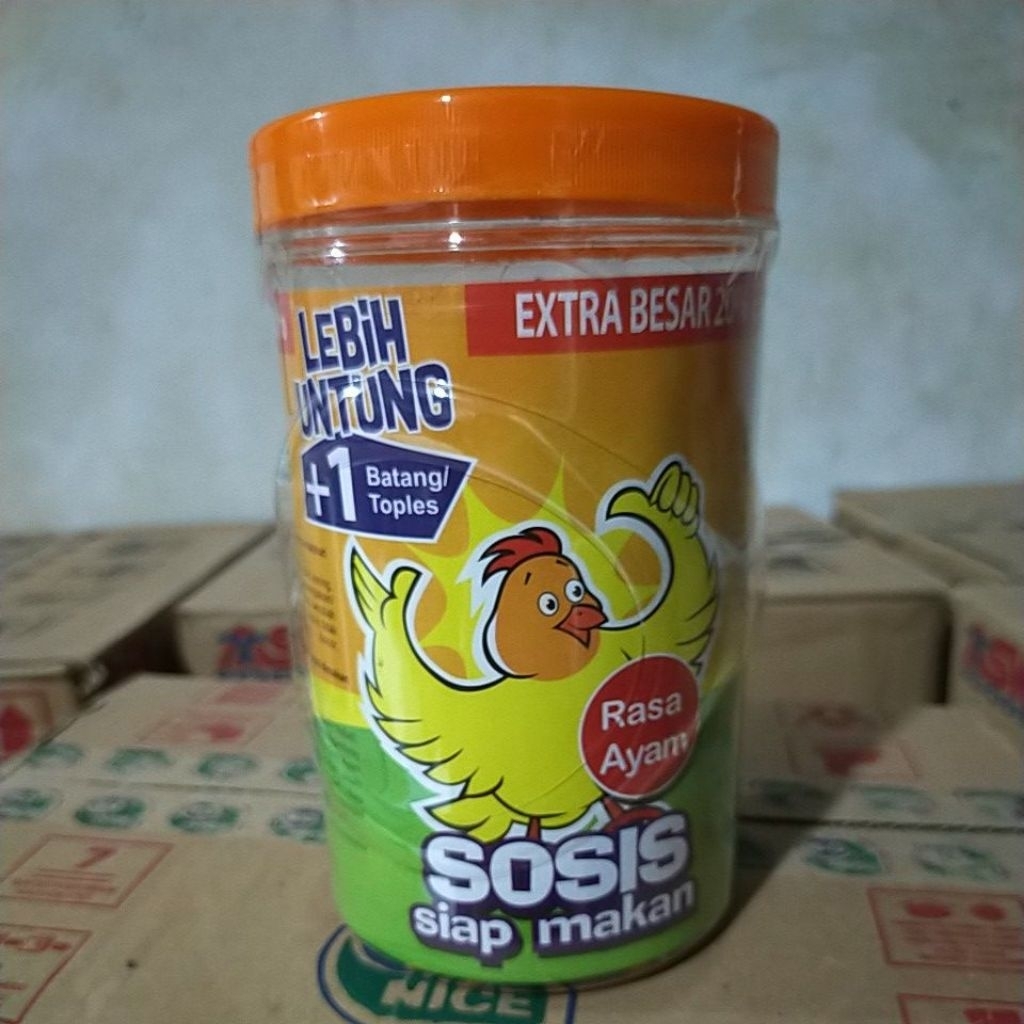 EXTRA BESAR
LEBiH
UNTUNG
+1 Batang/
Toples
Rasa
Ayam
SOSIS
siap makan
NICE